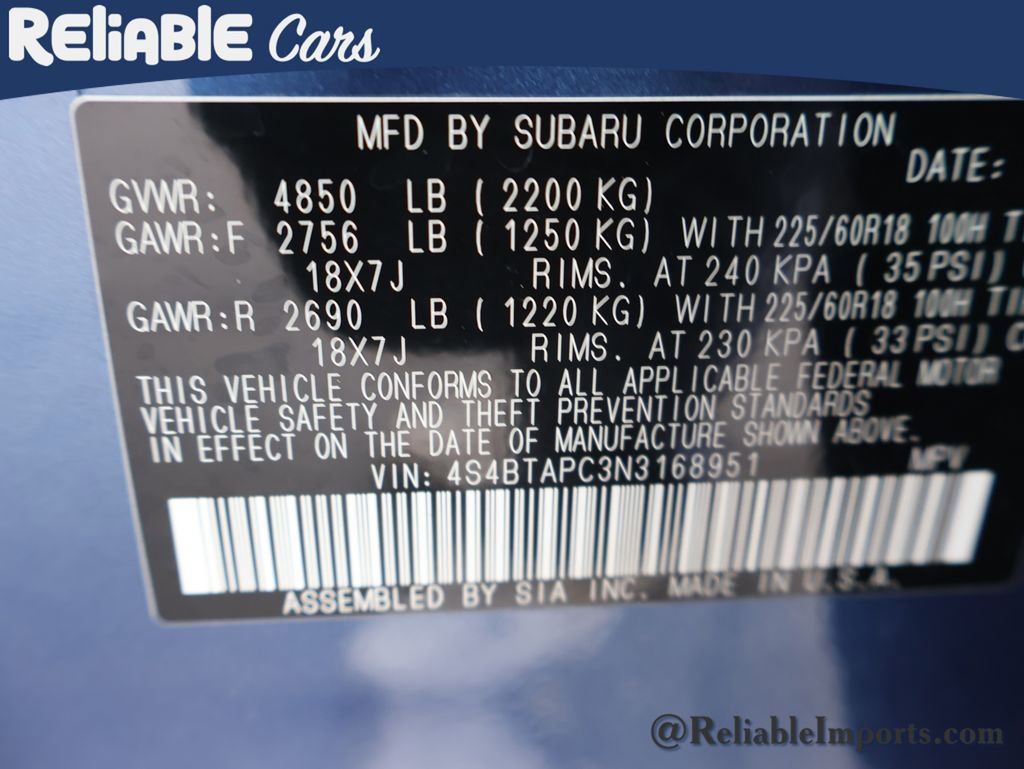 RELiABLE Cars
MFD BY SUBARU CORPORATION
DATE:
GVWR: 4850 LB ( 2200 KG)
GAWR:F 2756 LB ( 1250 KG) WITH 225/60R18 100H
18X7J RIMS. AT 240 KPA ( 35 PSI)
GAWR:R 2690 LB ( 1220 KG) WITH 225/60R18 100H
18X7J RIMS. AT 230 KPA ( 33 PSI)
THIS VEHICLE CONFORMS TO ALL APPLICABLE FEDERAL MOTOR
VEHICLE SAFETY AND THEFT PREVENTION STANDARDS
IN EFFECT ON THE DATE OF MANUFACTURE SHOWN ABOVE.
VIN: 4S4BTAPC3N3168951 MPV
ASSEMBLED BY SIA INC. MADE IN U.S.A.
@ReliableImports.com